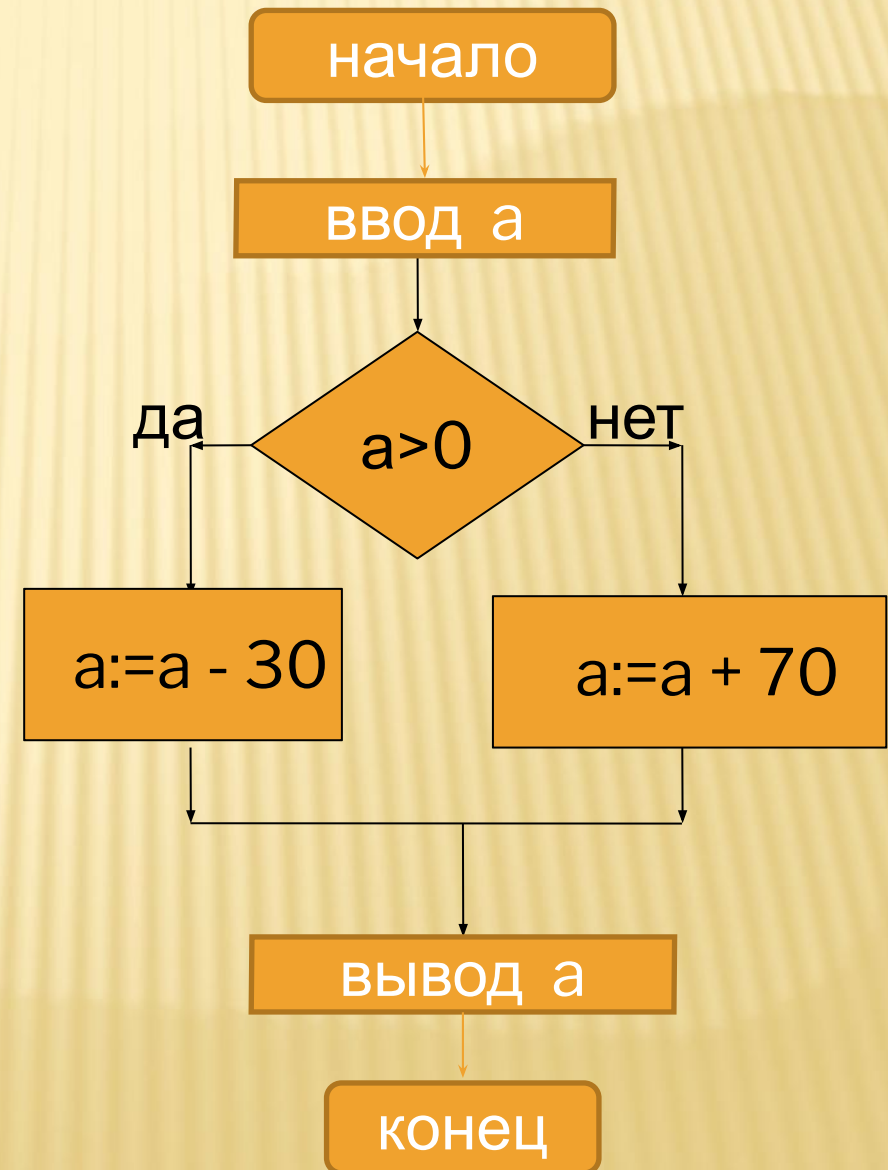 начало
ввод а
да
а>0
нет
а:=а - 30
а:=а + 70
вывод а
конец